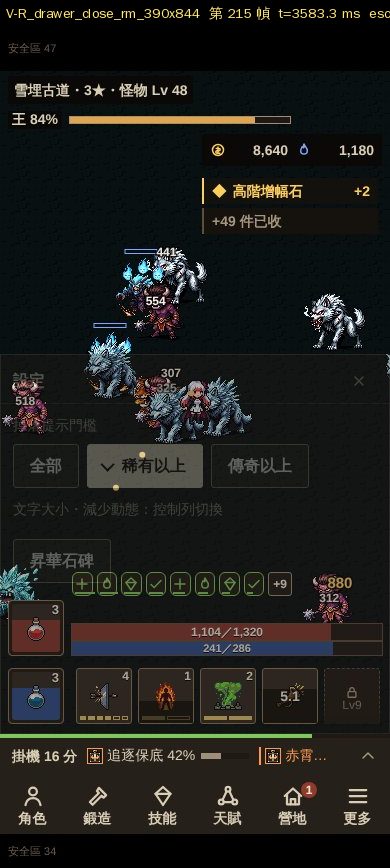 V-R_drawer_close_rm_390x844 第 215 幀 t=3583.3 ms esc
安全區 47
雪埋古道・3★・怪物 Lv 48
王 84%
8,640 1,180
高階增幅石 +2
+49 件已收
441
554
設定
307
325
518
提示門檻
全部 稀有以上 傳奇以上
文字大小・減少動態：控制列切換
昇華石碑
+9
880
312
3
1,104／1,320
241／286
3 4 1 2 5.1 Lv9
掛機 16 分 追逐保底 42% 赤霄…
1
角色 鍛造 技能 天賦 營地 更多
安全區 34